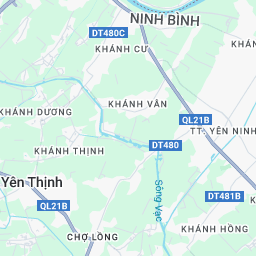 NINH BÌNH
DT480C
KHÁNH CƯ
KHÁNH VÂN
KHÁNH DƯƠNG
QL21B
TT. YÊN NINH
DT480
KHÁNH THỊNH
Yên Thịnh
Sông Vạc
DT481B
QL21B
KHÁNH HỒNG
CHỢ LỒNG